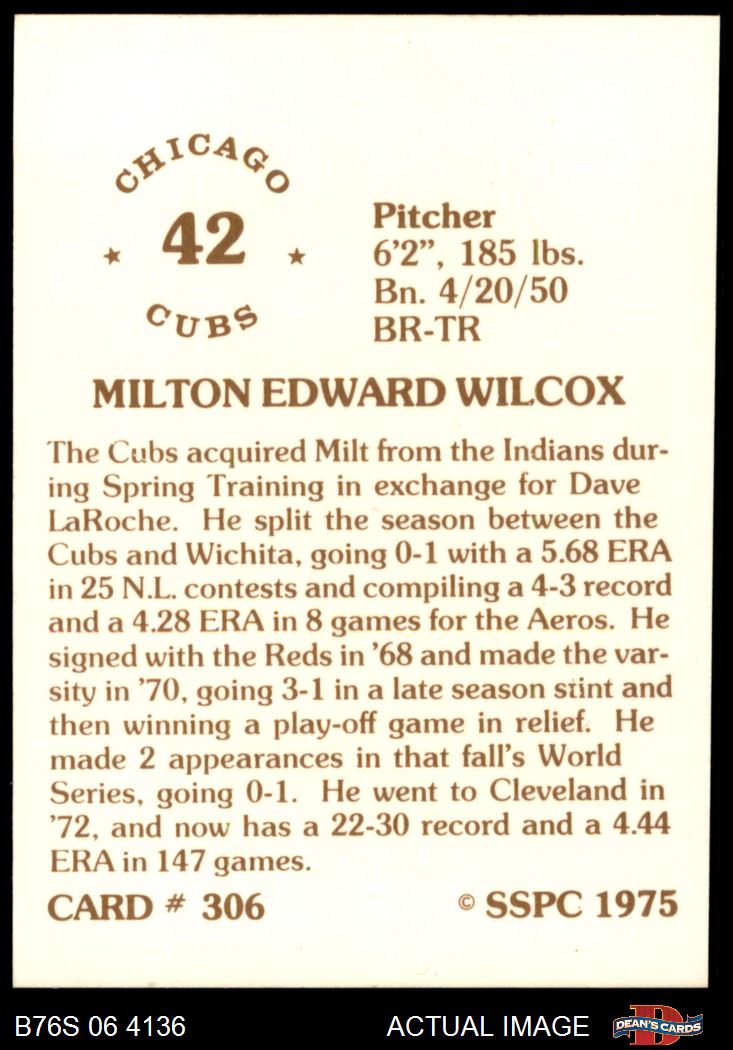 CHICAGO
42
CUBS
Pitcher
6'2", 185 lbs.
Bn. 4/20/50
BR-TR
MILTON EDWARD WILCOX
The Cubs acquired Milt from the Indians dur-
ing Spring Training in exchange for Dave
LaRoche. He split the season between the
Cubs and Wichita, going 0-1 with a 5.68 ERA
in 25 N.L. contests and compiling a 4-3 record
and a 4.28 ERA in 8 games for the Aeros. He
signed with the Reds in '68 and made the var-
sity in '70, going 3-1 in a late season stint and
then winning a play-off game in relief. He
made 2 appearances in that fall's World
Series, going 0-1. He went to Cleveland in
'72, and now has a 22-30 record and a 4.44
ERA in 147 games.
CARD # 306 © SSPC 1975
B76S 06 4136 ACTUAL IMAGE D DEAN'S CARDS